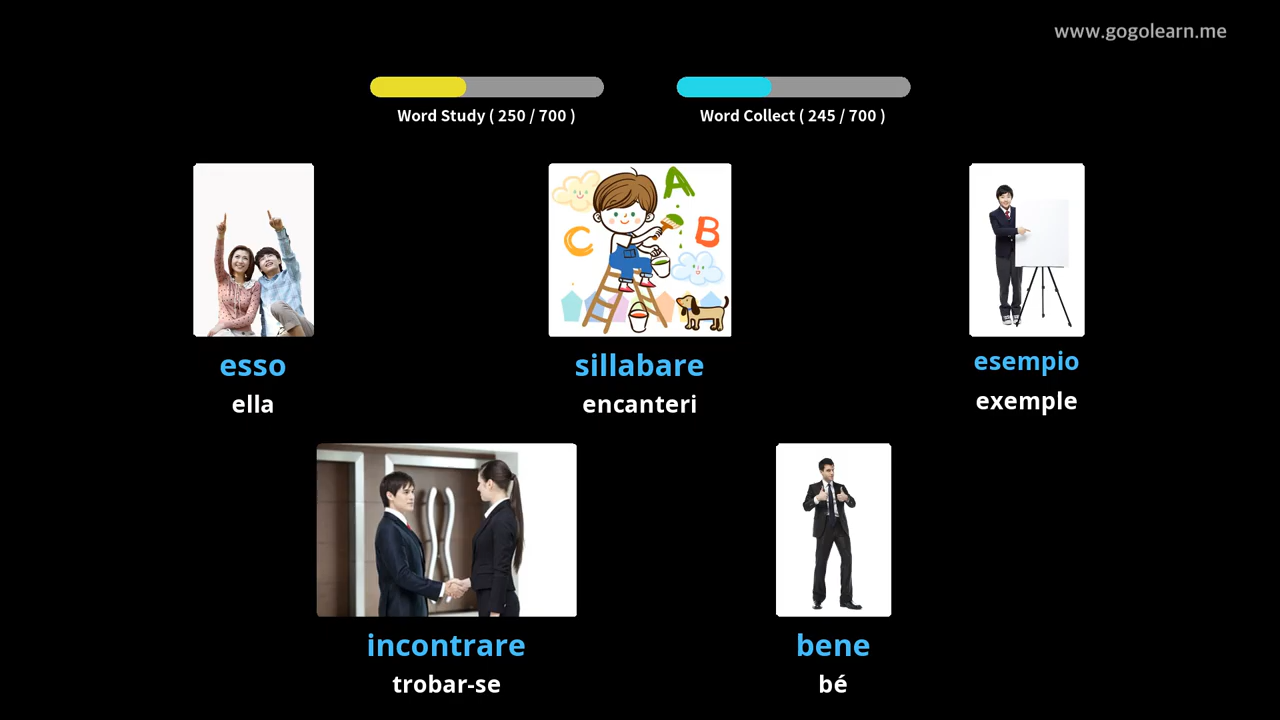 www.gogolearn.me
Word Study ( 250 / 700 )
Word Collect ( 245 / 700 )
esso
ella
sillabare
encanteri
esempio
exemple
incontrare
trobar-se
bene
bé
A
B
C